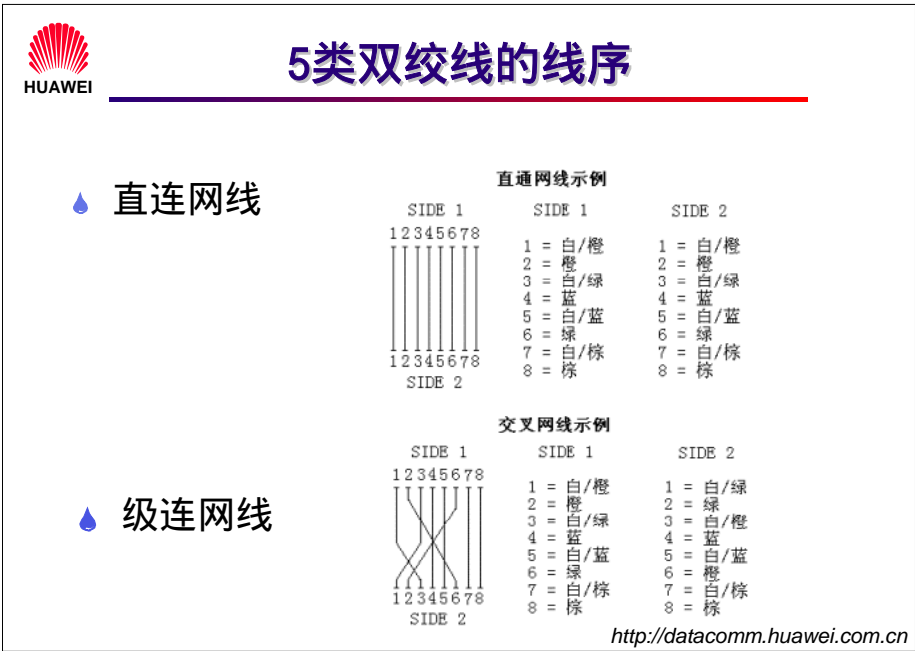 HUAWEI
5类双绞线的线序
直连网线
直通网线示例
SIDE 1 SIDE 1 SIDE 2
12345678
1 = 白/橙 1 = 白/橙
2 = 橙 2 = 橙
3 = 白/绿 3 = 白/绿
4 = 蓝 4 = 蓝
5 = 白/蓝 5 = 白/蓝
6 = 绿 6 = 绿
7 = 白/棕 7 = 白/棕
8 = 棕 8 = 棕
12345678
SIDE 2
级连网线
交叉网线示例
SIDE 1 SIDE 1 SIDE 2
12345678
1 = 白/橙 1 = 白/绿
2 = 橙 2 = 绿
3 = 白/绿 3 = 白/橙
4 = 蓝 4 = 蓝
5 = 白/蓝 5 = 白/蓝
6 = 绿 6 = 橙
7 = 白/棕 7 = 白/棕
8 = 棕 8 = 棕
12345678
SIDE 2
http://datacomm.huawei.com.cn